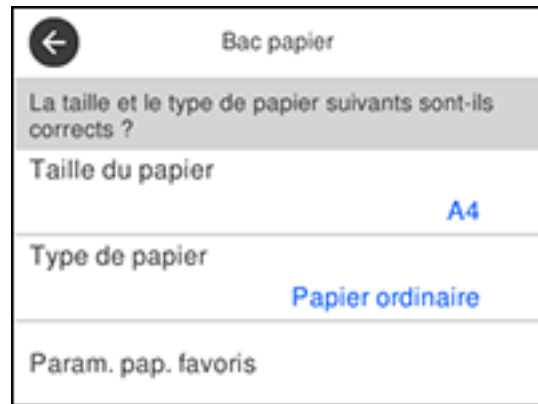 Bac papier
La taille et le type de papier suivants sont-ils
corrects ?
Taille du papier
A4
Type de papier
Papier ordinaire
Param. pap. favoris